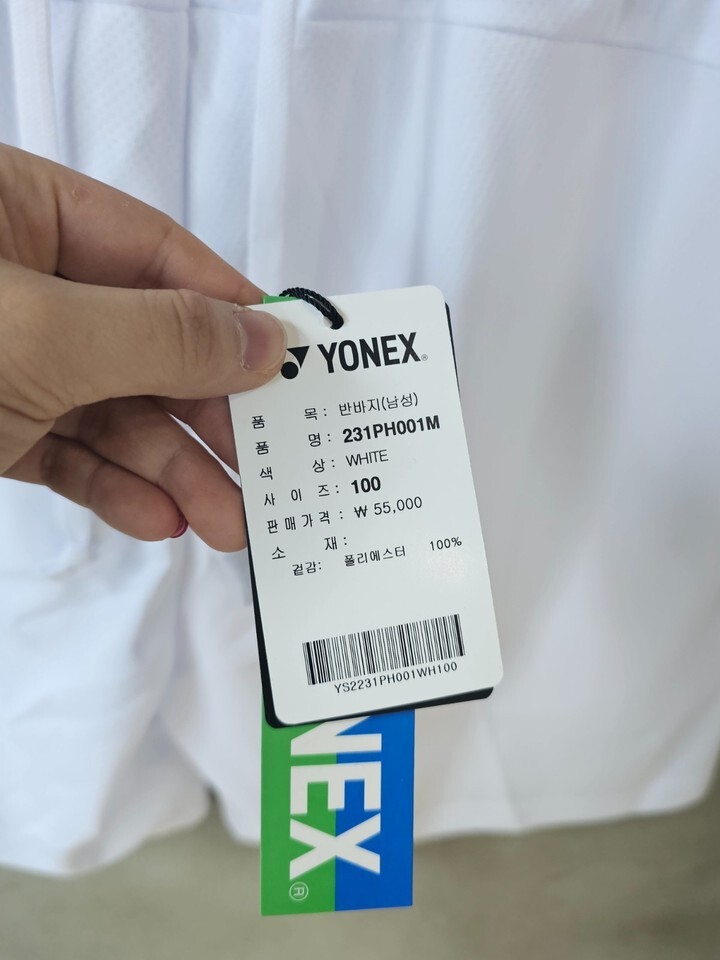 YONEX®
품 목 : 반바지(남성)
품 명 : 231PH001M
색 상 : WHITE
사 이 즈 : 100
판 매 가 격 : ₩ 55,000
소 재 :
겉감: 폴리에스터 100%
YS2231PH001WH100
NEX®